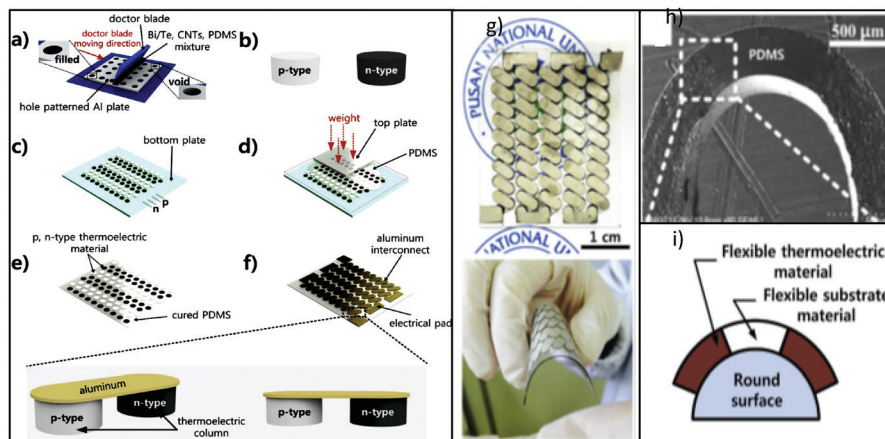 a)
doctor blade
doctor blade
moving direction
Bi/Te, CNTs, PDMS
mixture
filled
void
hole patterned Al plate
b)
p-type
n-type
c)
bottom plate
p
n
d)
weight
top plate
PDMS
e)
p, n-type thermoelectric
material
cured PDMS
f)
aluminum
interconnect
electrical pad
aluminum
p-type
n-type
thermoelectric
column
p-type
n-type
g)
PUSAN NATIONAL UN
1 cm
NATIONAL UN
h)
500 µm
PDMS
i)
Flexible thermoelectric
material
Flexible substrate
material
Round
surface